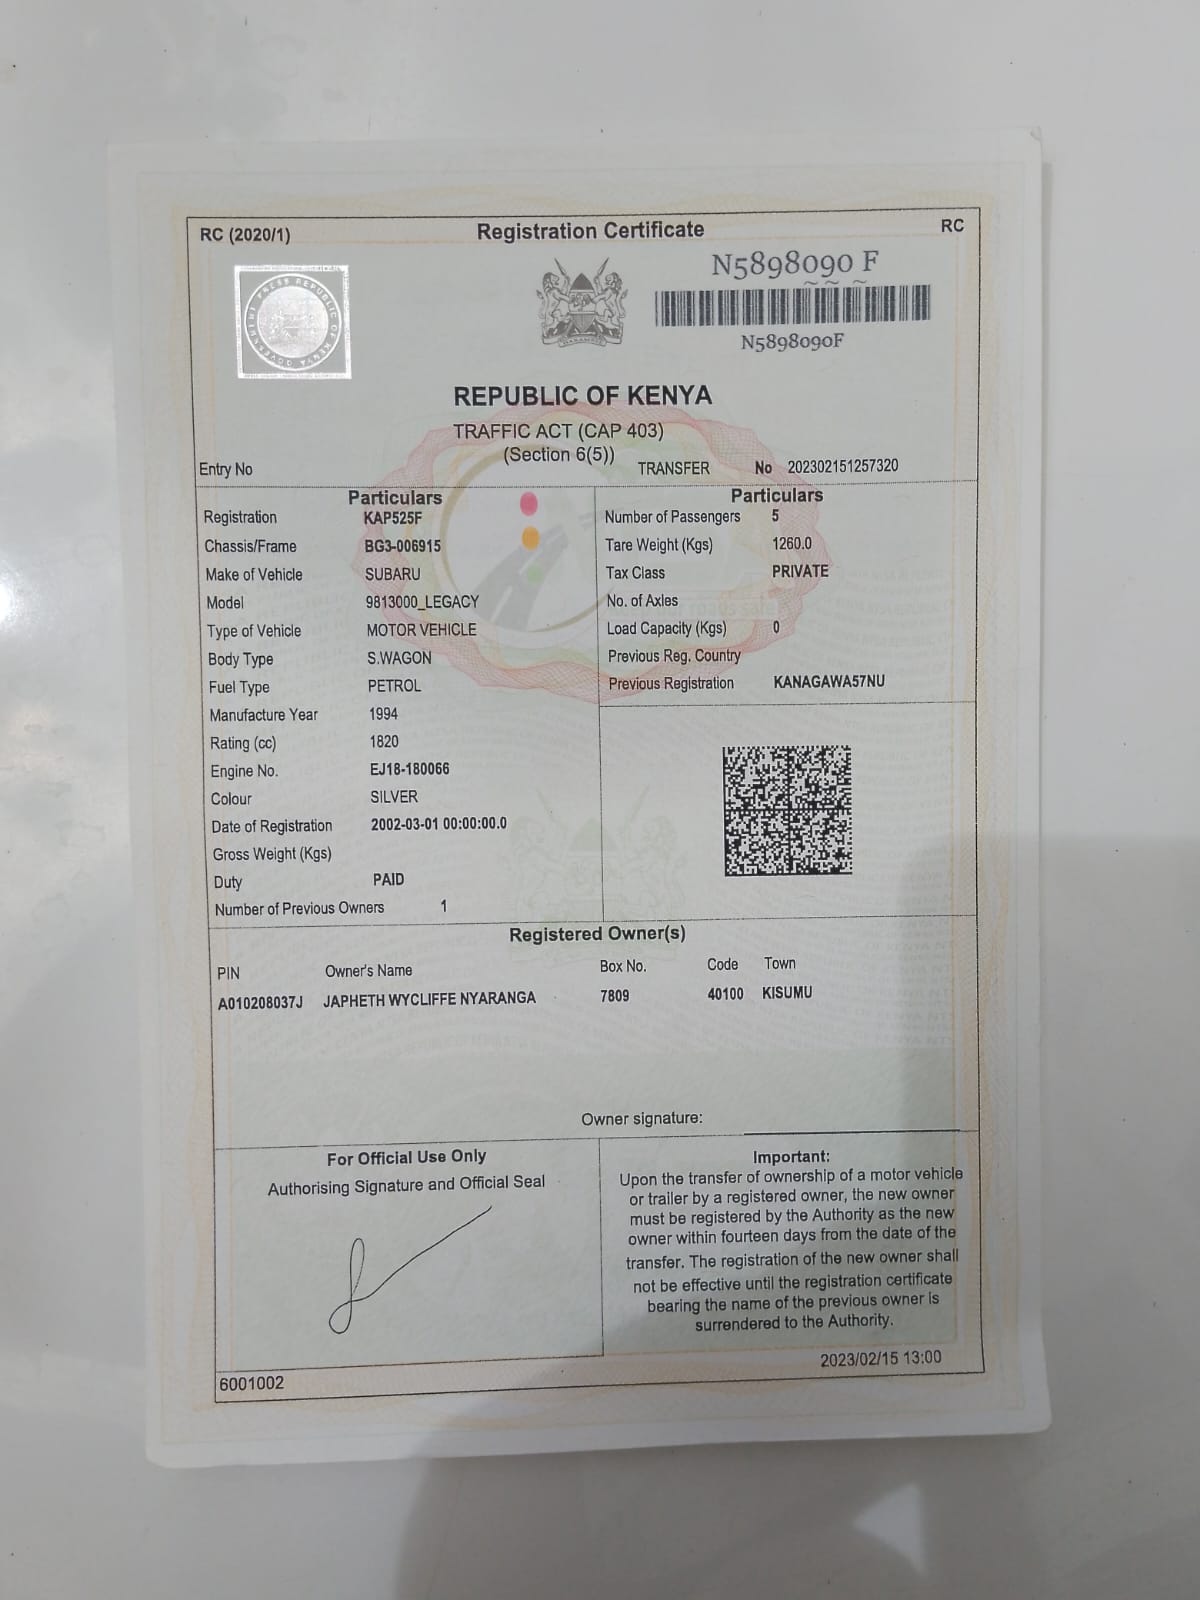 RC (2020/1) Registration Certificate RC
N5898090 F
N5898090F
REPUBLIC OF KENYA
TRAFFIC ACT (CAP 403)
(Section 6(5))
Entry No TRANSFER No 202302151257320
Particulars
Registration KAP525F
Chassis/Frame BG3-006915
Make of Vehicle SUBARU
Model 9813000_LEGACY
Type of Vehicle MOTOR VEHICLE
Body Type S.WAGON
Fuel Type PETROL
Manufacture Year 1994
Rating (cc) 1820
Engine No. EJ18-180066
Colour SILVER
Date of Registration 2002-03-01 00:00:00.0
Gross Weight (Kgs)
Duty PAID
Number of Previous Owners 1
Particulars
Number of Passengers 5
Tare Weight (Kgs) 1260.0
Tax Class PRIVATE
No. of Axles
Load Capacity (Kgs) 0
Previous Reg. Country
Previous Registration KANAGAWA57NU
Registered Owner(s)
PIN Owner's Name Box No. Code Town
A010208037J JAPHETH WYCLIFFE NYARANGA 7809 40100 KISUMU
Owner signature:
For Official Use Only
Authorising Signature and Official Seal
Important:
Upon the transfer of ownership of a motor vehicle
or trailer by a registered owner, the new owner
must be registered by the Authority as the new
owner within fourteen days from the date of the
transfer. The registration of the new owner shall
not be effective until the registration certificate
bearing the name of the previous owner is
surrendered to the Authority.
2023/02/15 13:00
6001002